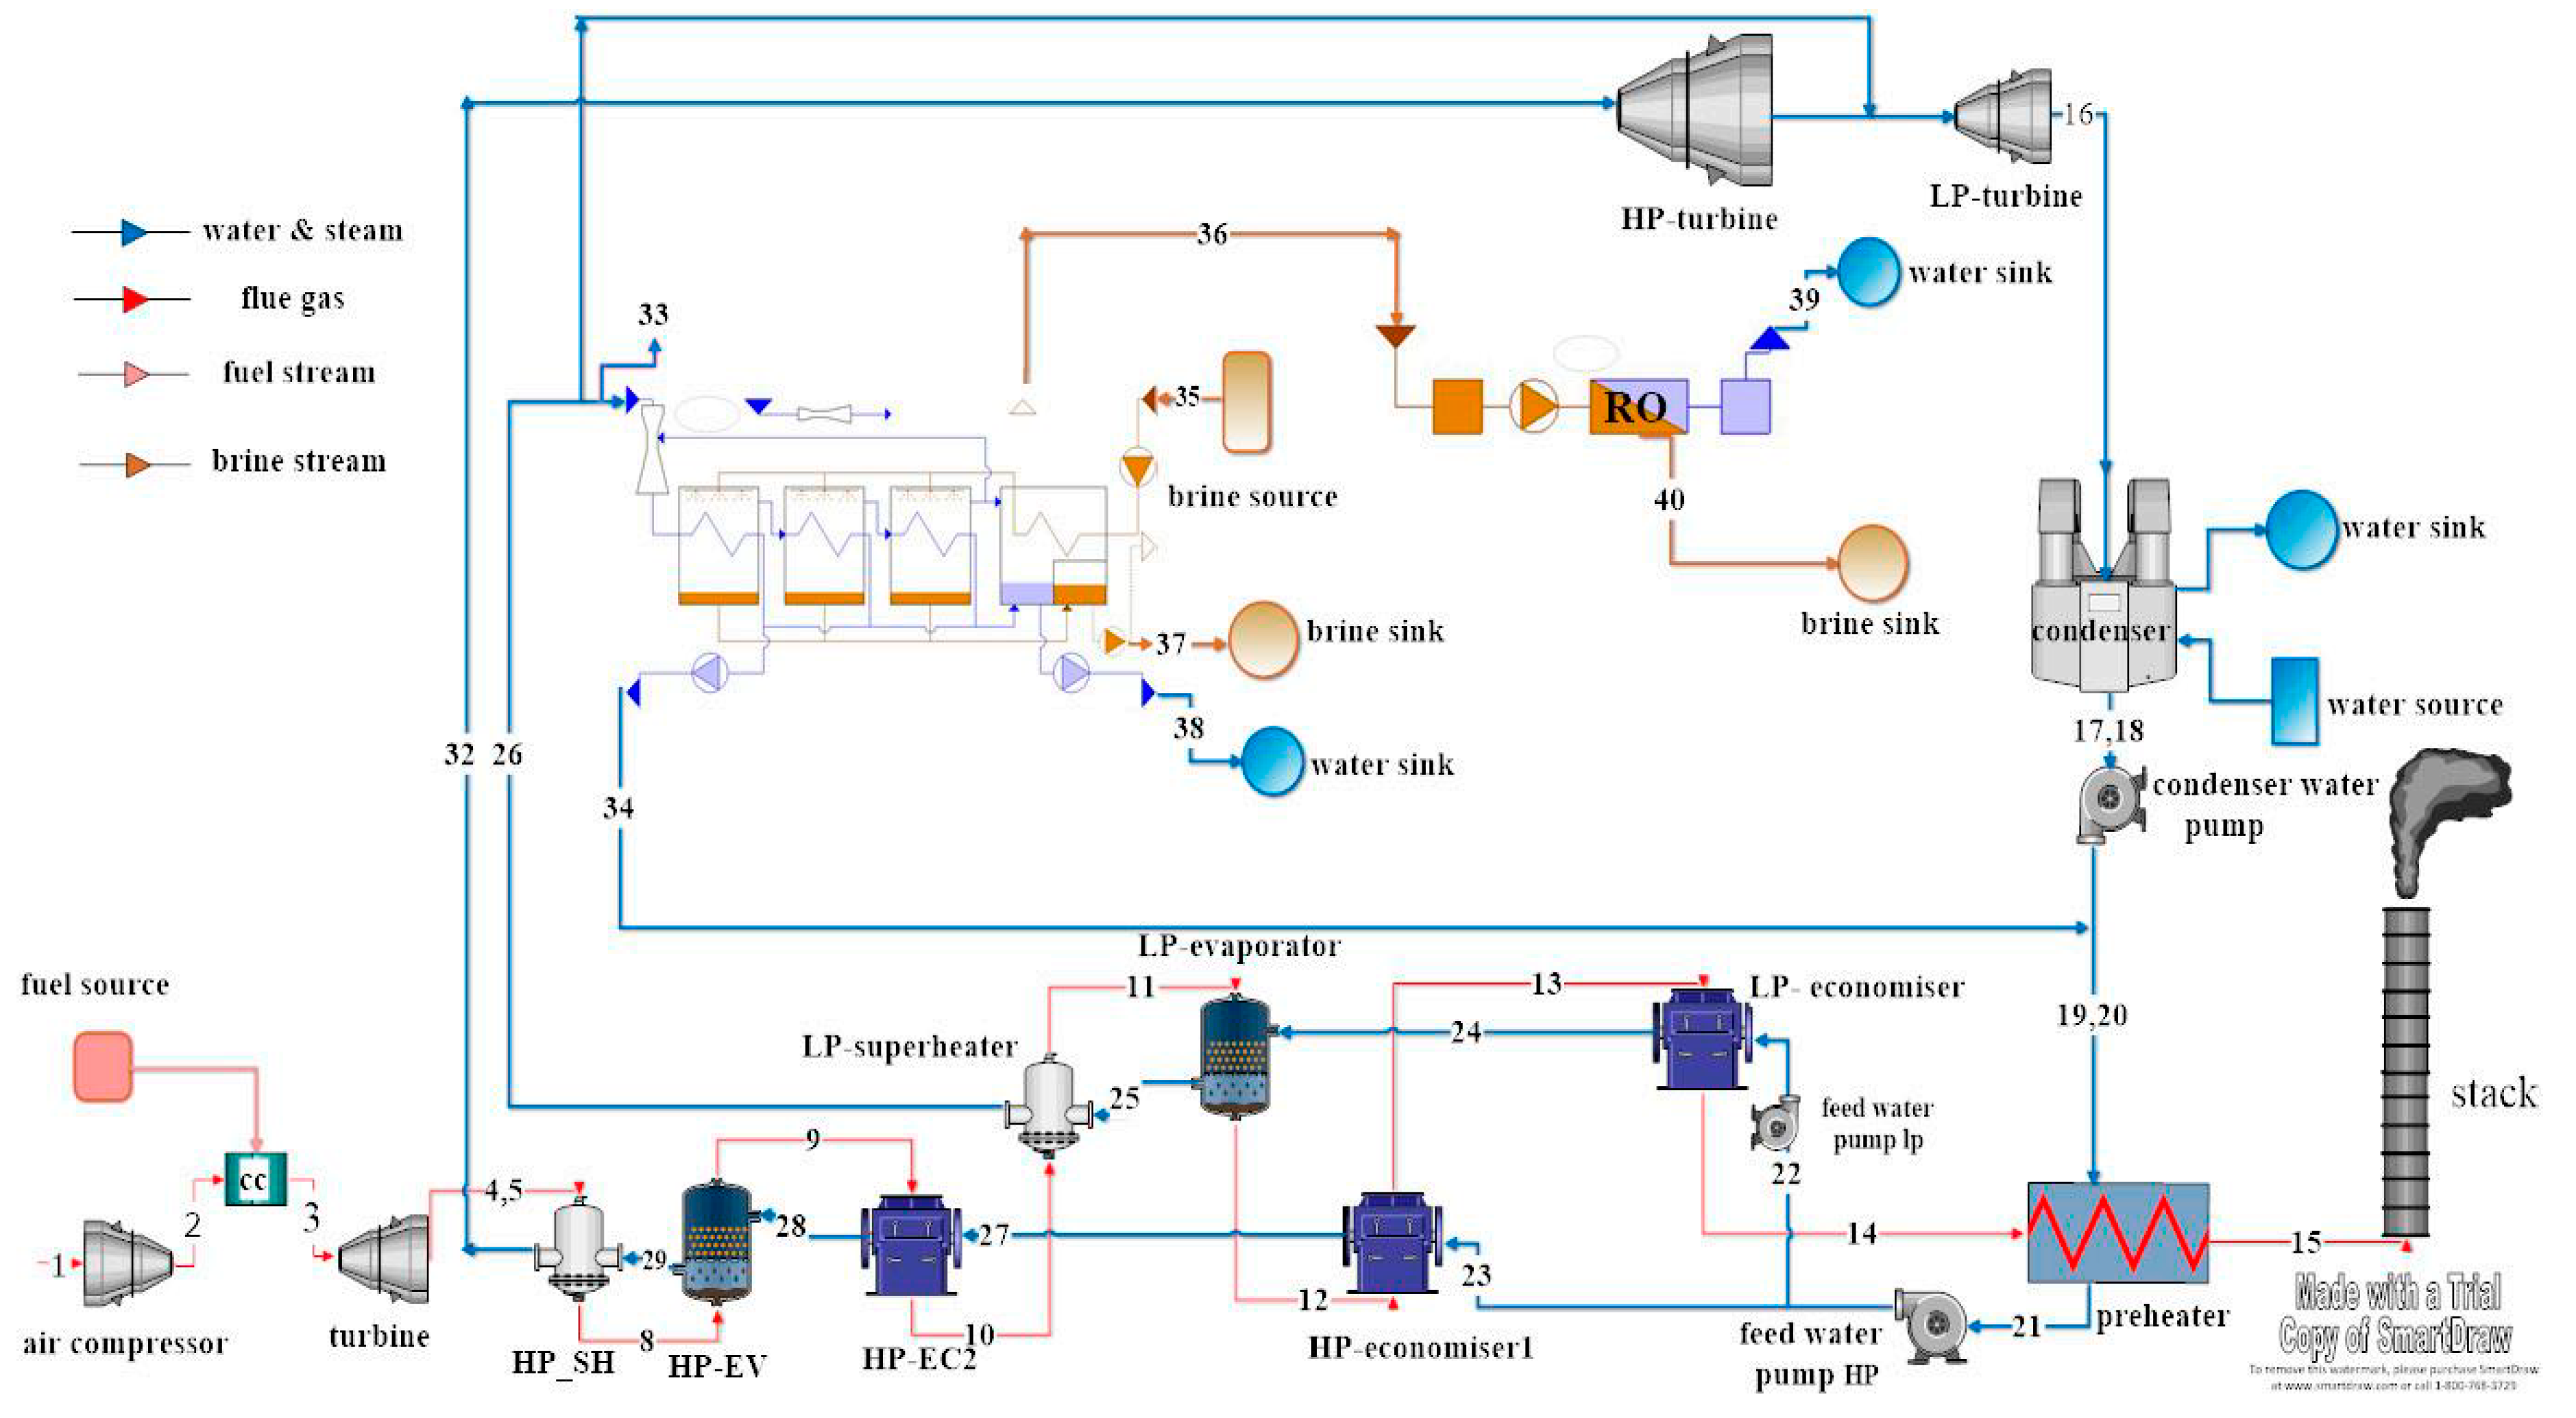 16
LP-turbine
HP-turbine
water & steam
flue gas
fuel stream
brine stream
36
water sink
39
33
35
RO
brine source
40
water sink
brine sink
brine sink
37
condenser
water source
38
17,18
water sink
32 26
34
condenser water
pump
LP-evaporator
fuel source
11
13
LP- economiser
19,20
LP-superheater
24
25
feed water
pump lp
stack
9
22
cc
4,5
2
3
28
27
14
15
1
29
23
12
8
10
21
preheater
air compressor
turbine
HP_SH
HP-EV
HP-EC2
HP-economiser1
feed water
pump HP
Made with a Trial
Copy of SmartDraw
To remove this watermark, please purchase SmartDraw
at www.smartdraw.com or call 1-800-768-3729